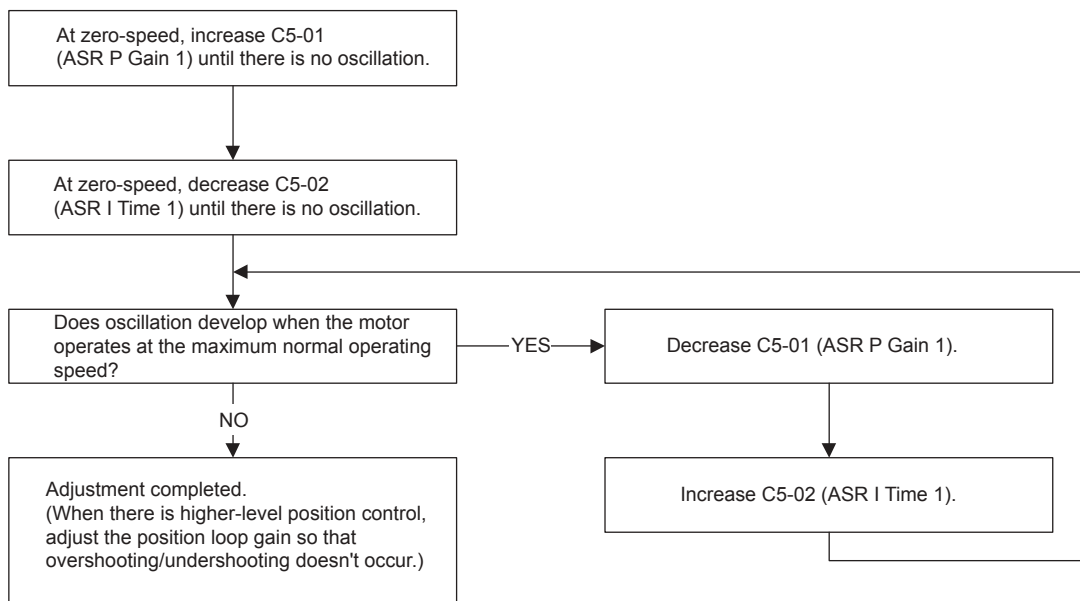 At zero-speed, increase C5-01
(ASR P Gain 1) until there is no oscillation.
At zero-speed, decrease C5-02
(ASR I Time 1) until there is no oscillation.
Does oscillation develop when the motor
operates at the maximum normal operating
speed?
YES
Decrease C5-01 (ASR P Gain 1).
NO
Increase C5-02 (ASR I Time 1).
Adjustment completed.
(When there is higher-level position control,
adjust the position loop gain so that
overshooting/undershooting doesn't occur.)